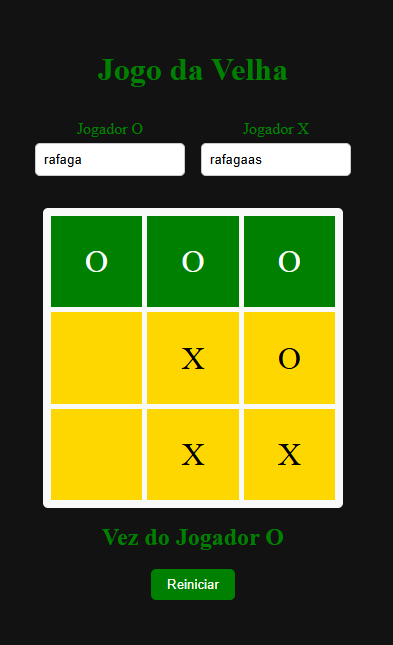 Jogo da Velha
Jogador O Jogador X
rafaga rafagaas
O O O
X O
X X
Vez do Jogador O
Reiniciar